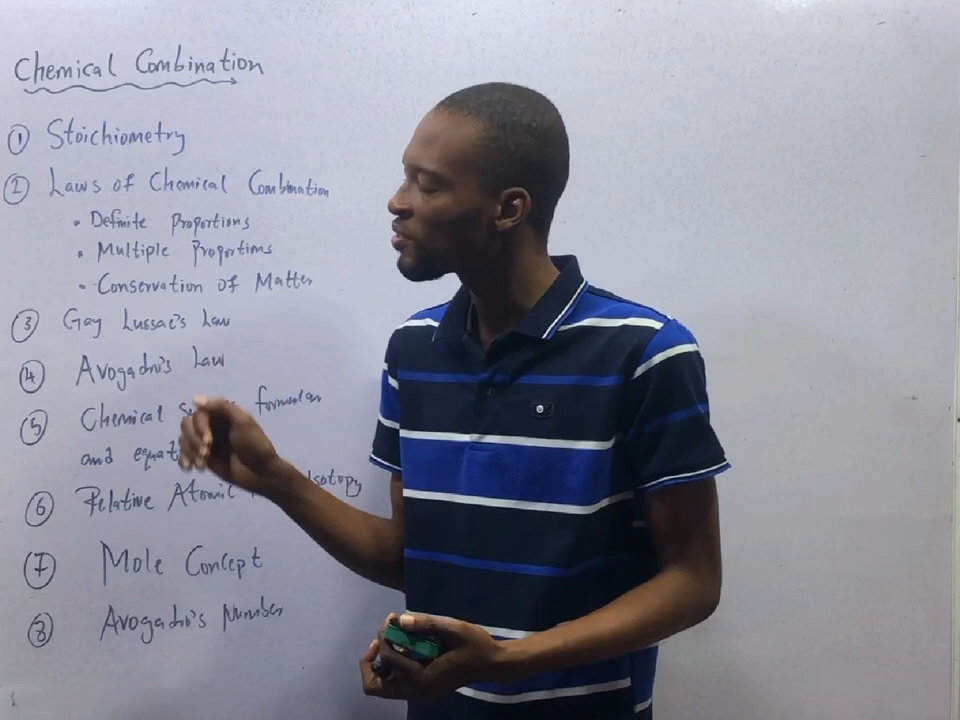 Chemical Combination
① Stoichiometry
② Laws of Chemical Combination
• Definite Proportions
• Multiple Proportions
• Conservation of Matter
③ Gay Lussac's Law
④ Avogadro's Law
⑤ Chemical formular
and
⑥ Relative Atomic Isotopy
⑦ Mole Concept
⑧ Avogadro's Number